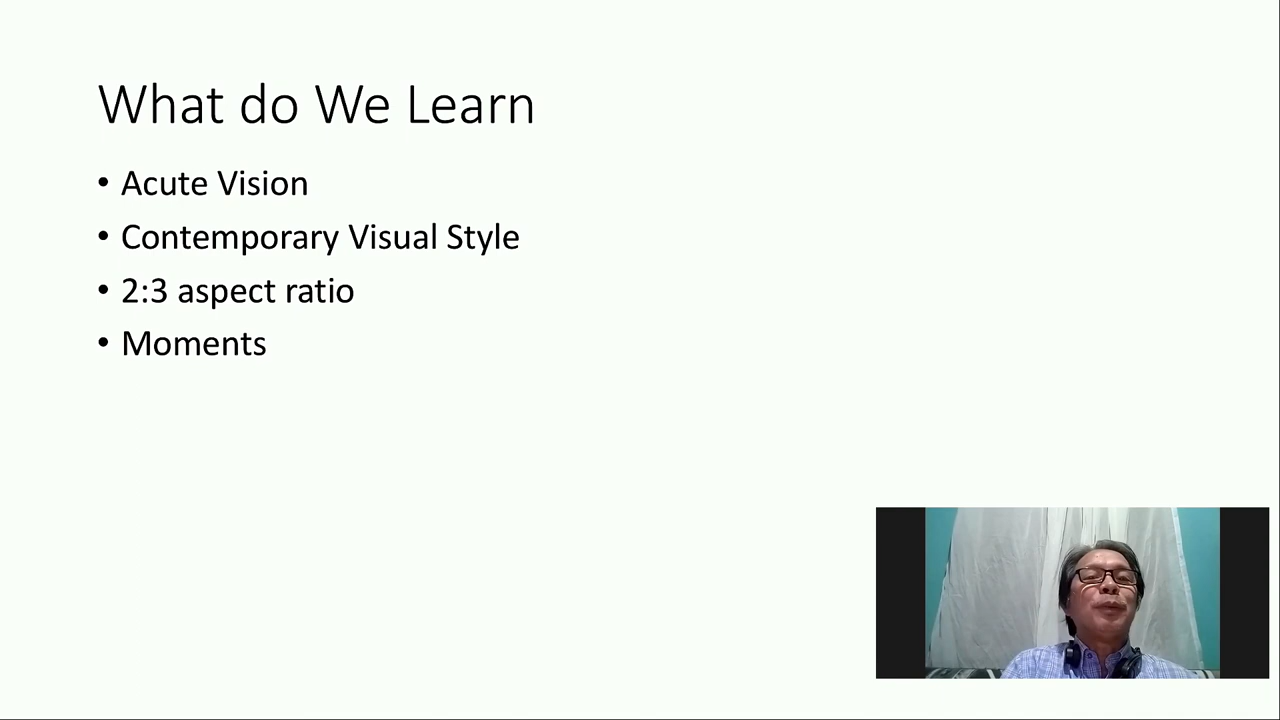 What do We Learn
• Acute Vision
• Contemporary Visual Style
• 2:3 aspect ratio
• Moments